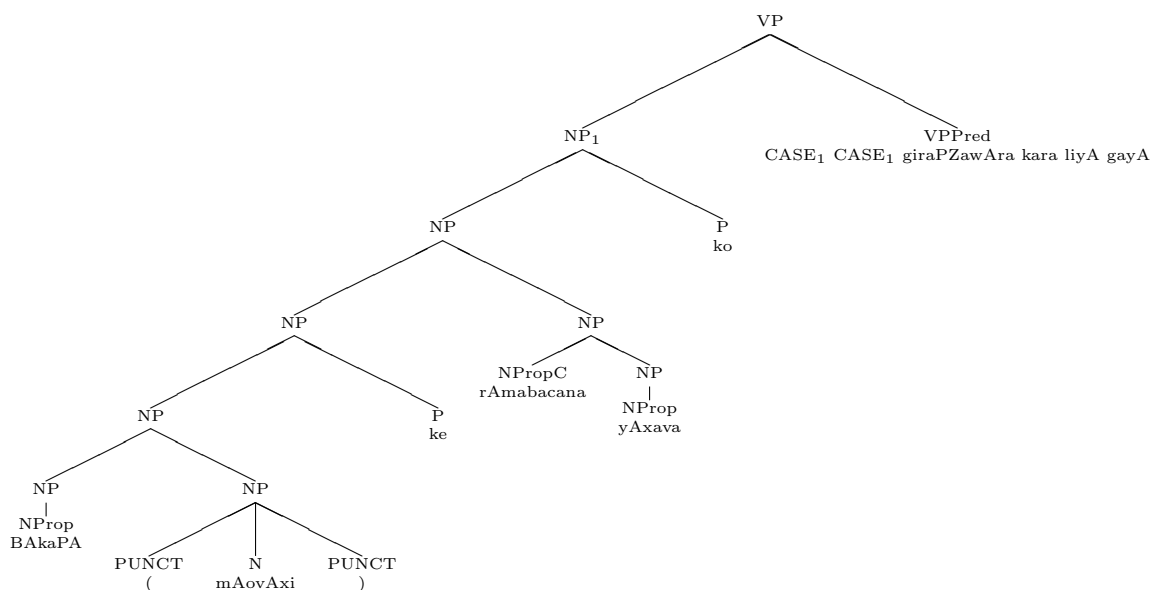 VP
NP1 VPPred
CASE1 CASE1 giraPZawAra kara liyA gayA
NP P
ko
NP NP
NPropC NP
rAmabacana
NP P NProp
ke yAxava
NP NP
NProp
BAkaPA
PUNCT N PUNCT
( mAovAxi )